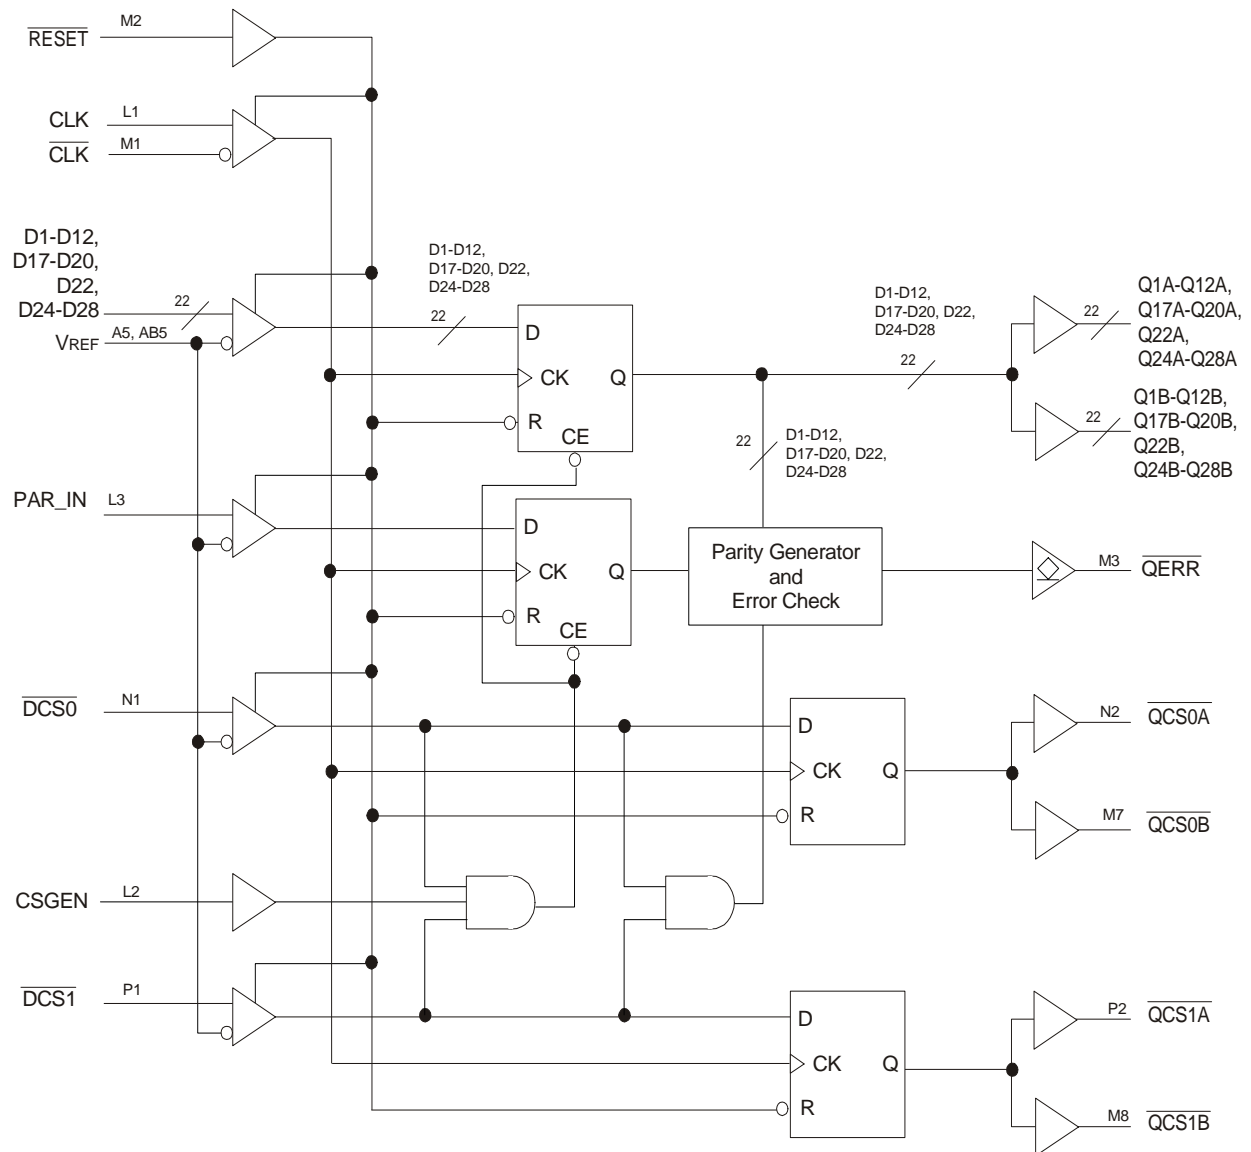 RESET
M2
CLK
L1
CLK
M1
D1-D12,
D17-D20,
D22,
D24-D28
22
VREF
A5, AB5
D1-D12,
D17-D20, D22,
D24-D28
22
D
CK
Q
R
CE
D1-D12,
D17-D20, D22,
D24-D28
22
22
Q1A-Q12A,
Q17A-Q20A,
Q22A,
Q24A-Q28A
22
Q1B-Q12B,
Q17B-Q20B,
Q22B,
Q24B-Q28B
22
D1-D12,
D17-D20, D22,
D24-D28
PAR_IN
L3
D
CK
Q
R
CE
Parity Generator
and
Error Check
M3
QERR
DCS0
N1
D
CK
Q
R
N2
QCS0A
M7
QCS0B
CSGEN
L2
DCS1
P1
D
CK
Q
R
P2
QCS1A
M8
QCS1B